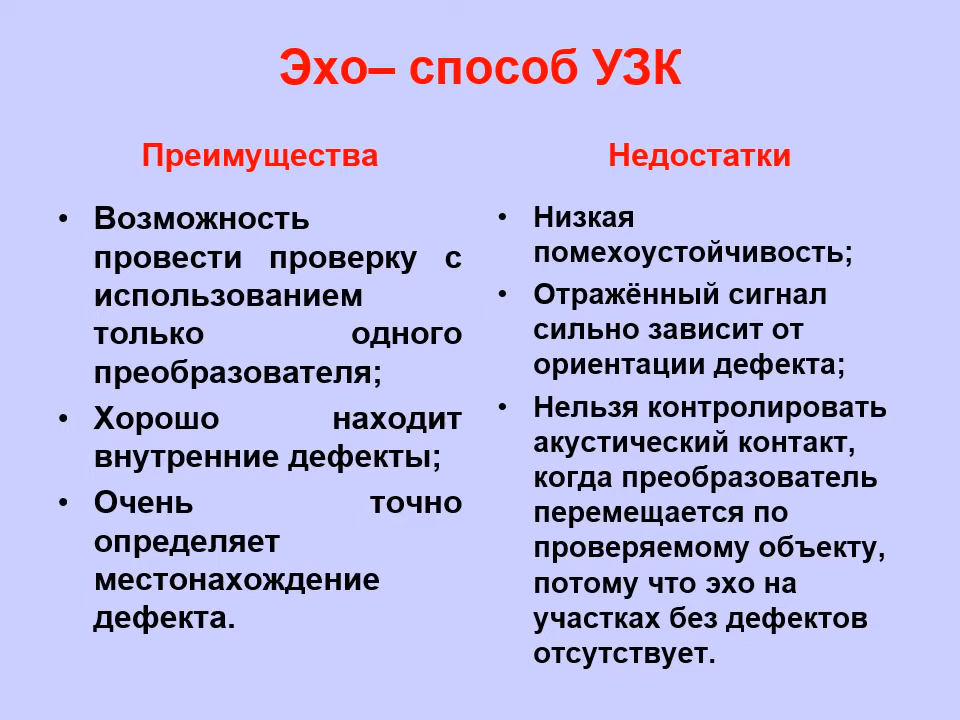 Эхо– способ УЗК
Преимущества
• Возможность
провести проверку с
использованием
только одного
преобразователя;
• Хорошо находит
внутренние дефекты;
• Очень точно
определяет
местонахождение
дефекта.
Недостатки
• Низкая
помехоустойчивость;
• Отражённый сигнал
сильно зависит от
ориентации дефекта;
• Нельзя контролировать
акустический контакт,
когда преобразователь
перемещается по
проверяемому объекту,
потому что эхо на
участках без дефектов
отсутствует.